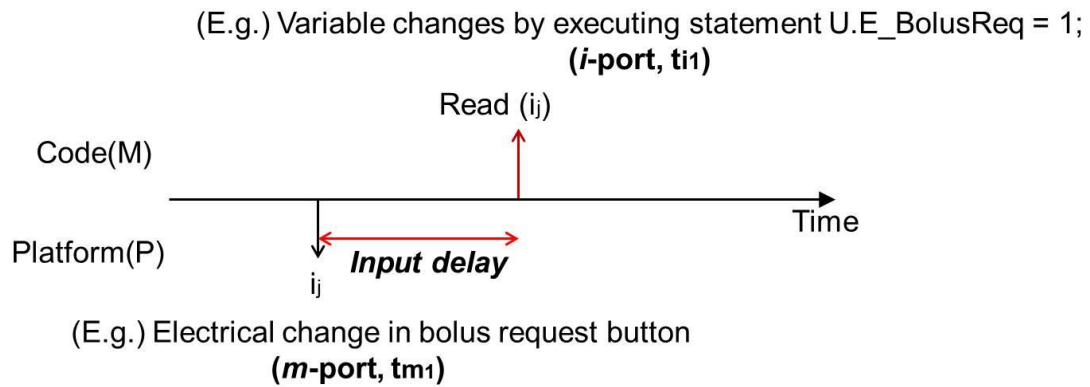 (E.g.) Variable changes by executing statement U.E_BolusReq = 1;
(i-port, ti1)
Read (ij)
Code(M)
Time
Platform(P)
Input delay
ij
(E.g.) Electrical change in bolus request button
(m-port, tm1)